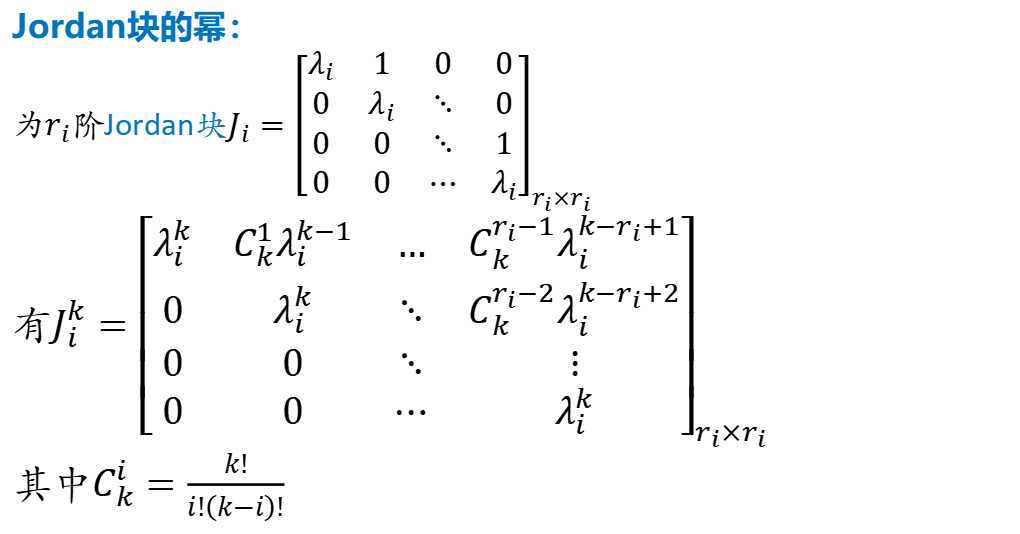 Jordan块的幂：
为r_i阶Jordan块J_i = [λ_i 1 0 0
0 λ_i ⋱ 0
0 0 ⋱ 1
0 0 ⋯ λ_i]_{r_i×r_i}
有J_i^k = [λ_i^k C_k^1 λ_i^{k-1} … C_k^{r_i-1} λ_i^{k-r_i+1}
0 λ_i^k ⋱ C_k^{r_i-2} λ_i^{k-r_i+2}
0 0 ⋱ ⋮
0 0 ⋯ λ_i^k]_{r_i×r_i}
其中C_k^i = k!/(i!(k-i)!)